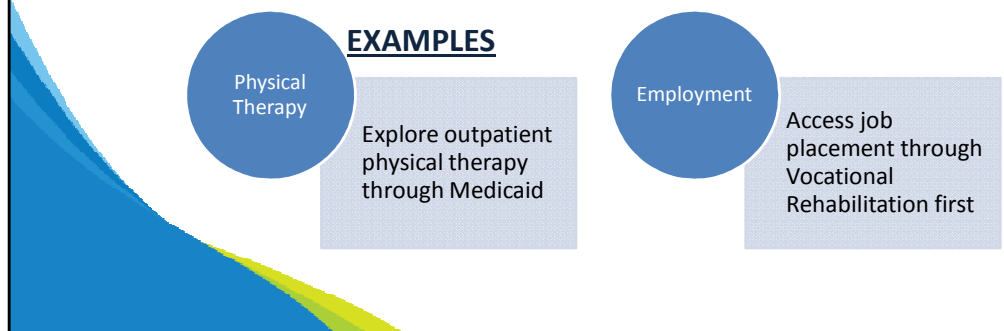 EXAMPLES
Physical
Therapy
Explore outpatient
physical therapy
through Medicaid
Employment
Access job
placement through
Vocational
Rehabilitation first